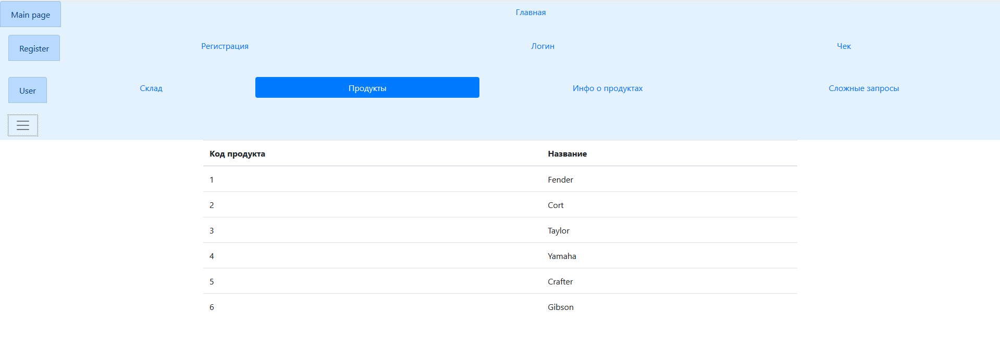 Main page Главная
Register Регистрация Логин Чек
User Склад Продукты Инфо о продуктах Сложные запросы
Код продукта Название
1 Fender
2 Cort
3 Taylor
4 Yamaha
5 Crafter
6 Gibson